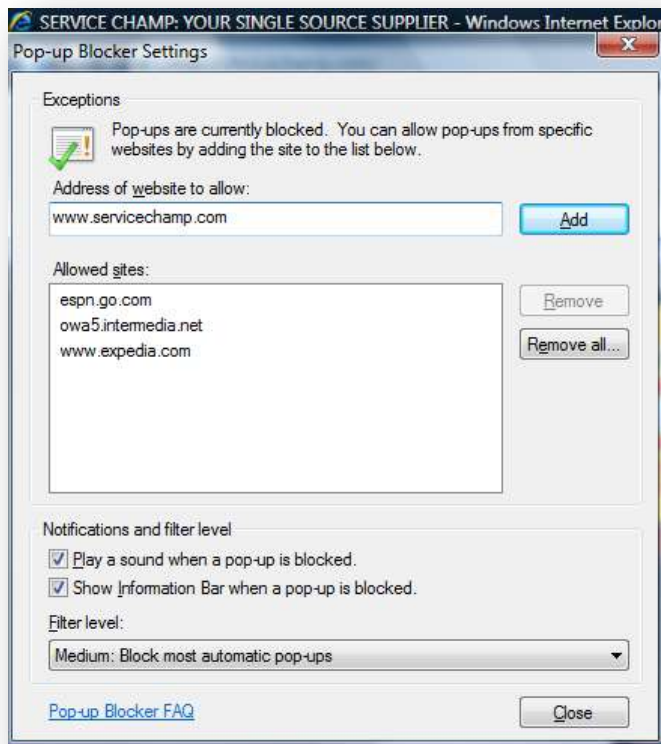 SERVICE CHAMP: YOUR SINGLE SOURCE SUPPLIER - Windows Internet Explor
Pop-up Blocker Settings
Exceptions
Pop-ups are currently blocked. You can allow pop-ups from specific
websites by adding the site to the list below.
Address of website to allow:
www.servicechamp.com
Add
Allowed sites:
espn.go.com
Remove
owa5.intermedia.net
www.expedia.com
Remove all...
Notifications and filter level
Play a sound when a pop-up is blocked.
Show Information Bar when a pop-up is blocked.
Filter level:
Medium: Block most automatic pop-ups
Pop-up Blocker FAQ
Close